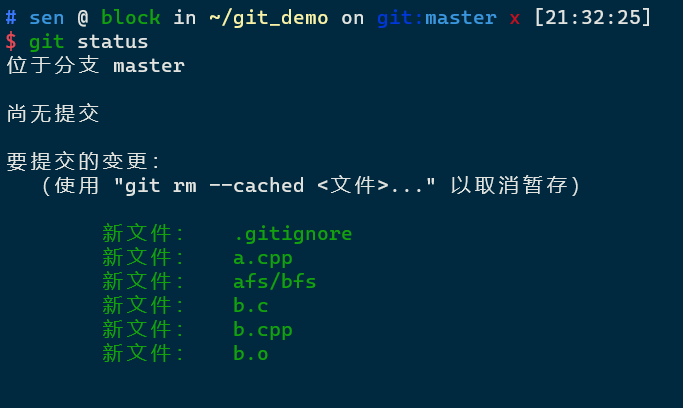 # sen @ block in ~/git_demo on git:master x [21:32:25]
$ git status
位于分支 master
尚无提交
要提交的变更：
（使用 "git rm --cached <文件>..." 以取消暂存）
新文件： .gitignore
新文件： a.cpp
新文件： afs/bfs
新文件： b.c
新文件： b.cpp
新文件： b.o